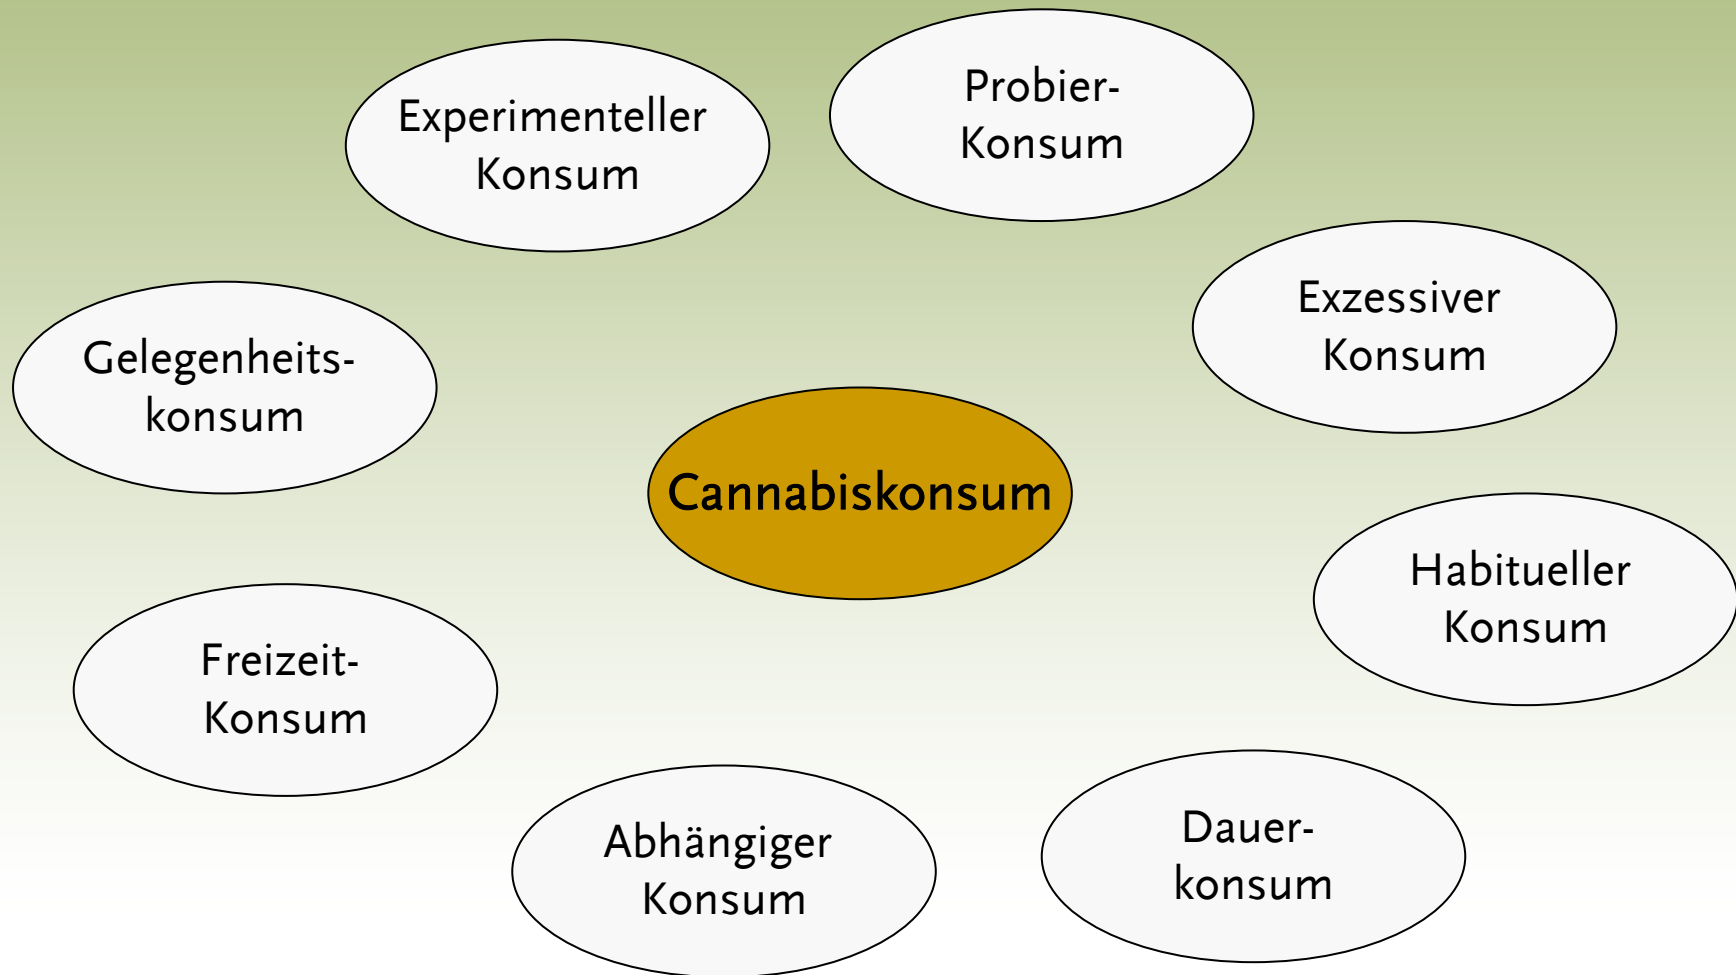 Probier-
Konsum
Experimenteller
Konsum
Exzessiver
Konsum
Gelegenheits-
konsum
Cannabiskonsum
Habitueller
Konsum
Freizeit-
Konsum
Abhängiger
Konsum
Dauer-
konsum